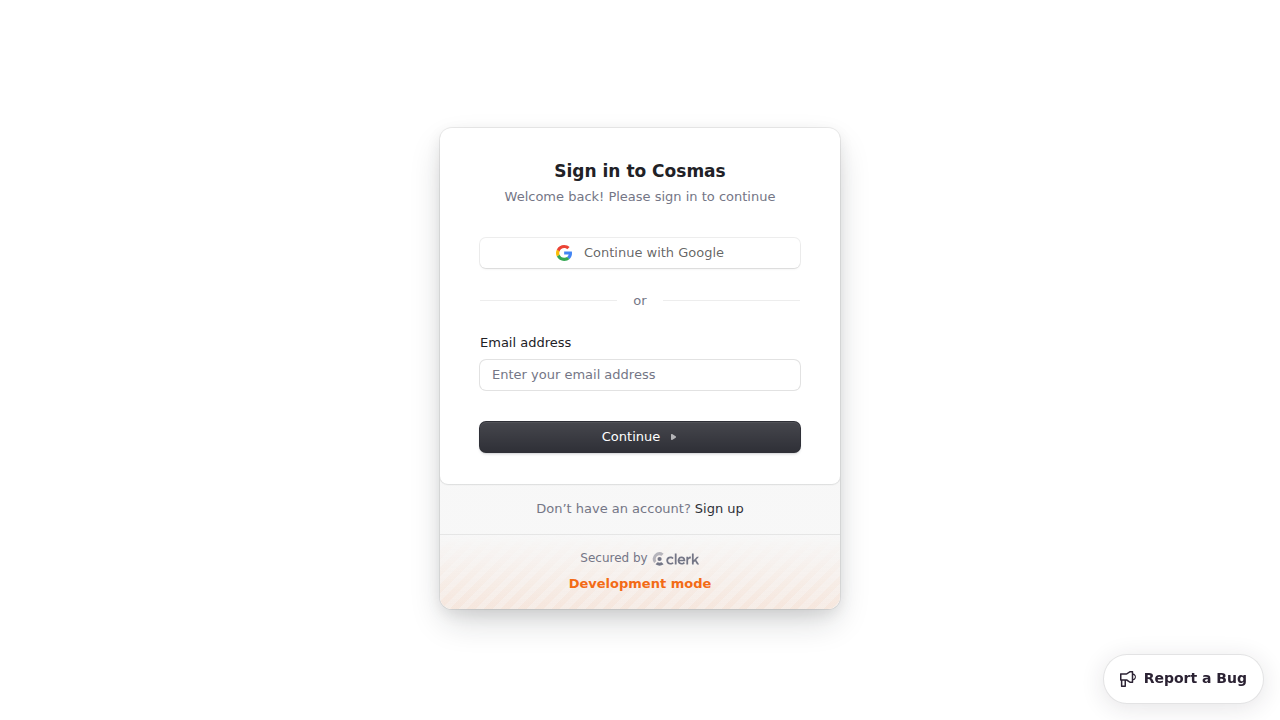 Sign in to Cosmas
Welcome back! Please sign in to continue
Continue with Google
or
Email address
Enter your email address
Continue
Don’t have an account? Sign up
Secured by clerk
Development mode
Report a Bug